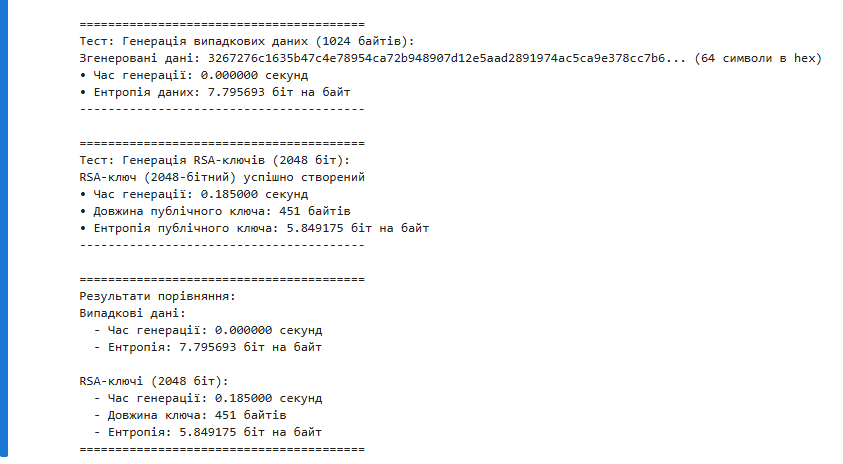 ========================================
Тест: Генерація випадкових даних (1024 байтів):
Згенеровані дані: 3267276c1635b47c4e78954ca72b948907d12e5aad2891974ac5ca9e378cc7b6... (64 символи в hex)
• Час генерації: 0.000000 секунд
• Ентропія даних: 7.795693 біт на байт
----------------------------------------
========================================
Тест: Генерація RSA-ключів (2048 біт):
RSA-ключ (2048-бітний) успішно створений
• Час генерації: 0.185000 секунд
• Довжина публічного ключа: 451 байтів
• Ентропія публічного ключа: 5.849175 біт на байт
----------------------------------------
========================================
Результати порівняння:
Випадкові дані:
- Час генерації: 0.000000 секунд
- Ентропія: 7.795693 біт на байт
RSA-ключі (2048 біт):
- Час генерації: 0.185000 секунд
- Довжина ключа: 451 байтів
- Ентропія: 5.849175 біт на байт
========================================